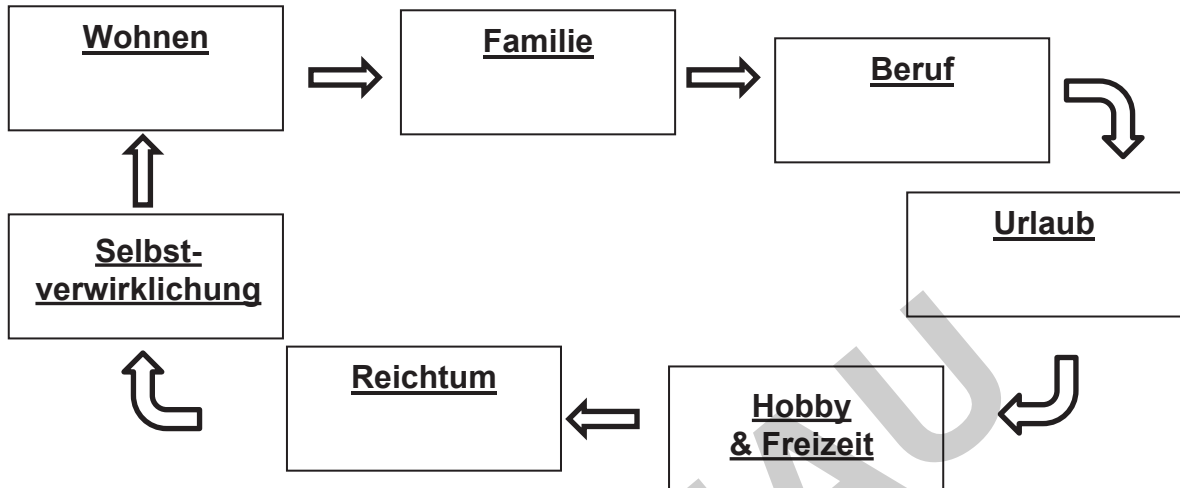 Wohnen
Familie
Beruf
Urlaub
Hobby
& Freizeit
Reichtum
Selbst-
verwirklichung